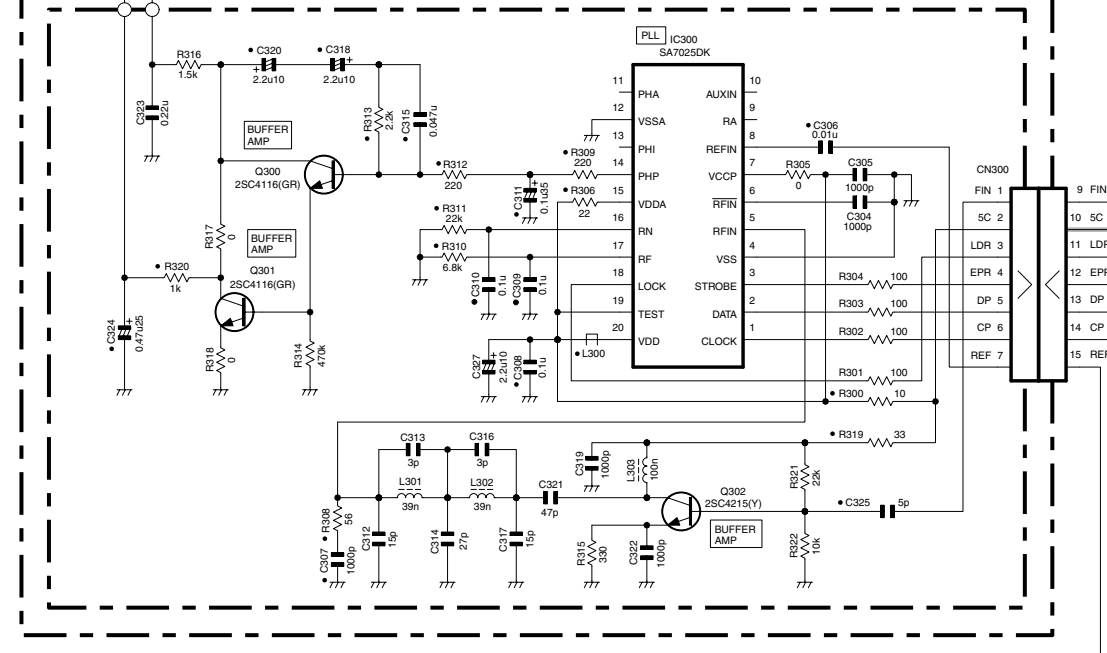 PLL IC300
SA7025DK
R316
1.5k
C320
2.2u10
C318
2.2u10
C323
0.22u
R313
2.2k
C315
0.047u
BUFFER
AMP
Q300
2SC4116(GR)
R312
220
R309
220
C311
0.1u35
R306
22
R311
22k
R310
6.8k
C310
0.1u
C309
0.1u
R317
0
BUFFER
AMP
Q301
2SC4116(GR)
R320
1k
C324
0.47u25
R318
0
R314
470k
C327
2.2u10
C308
0.1u
L300
11 PHA AUXIN 10
12 VSSA RA 9
13 PHI REFIN 8
14 PHP VCCP 7
15 VDDA RFIN 6
16 RN RFIN 5
17 RF VSS 4
18 LOCK STROBE 3
19 TEST DATA 2
20 VDD CLOCK 1
C306
0.01u
R305
0
C305
1000p
C304
1000p
R304 100
R303 100
R302 100
R301 100
R300 10
R319 33
CN300
FIN 1 9 FIN
5C 2 10 5C
LDR 3 11 LDR
EPR 4 12 EPR
DP 5 13 DP
CP 6 14 CP
REF 7 15 REF
C313
3p
C316
3p
L301
39n
L302
39n
C321
47p
C319
1000p
L303
100n
R321
22k
Q302
2SC4215(Y)
BUFFER
AMP
C325 5p
R308
56
C307
1000p
C312
15p
C314
27p
C317
15p
R315
330
C322
1000p
R322
10k